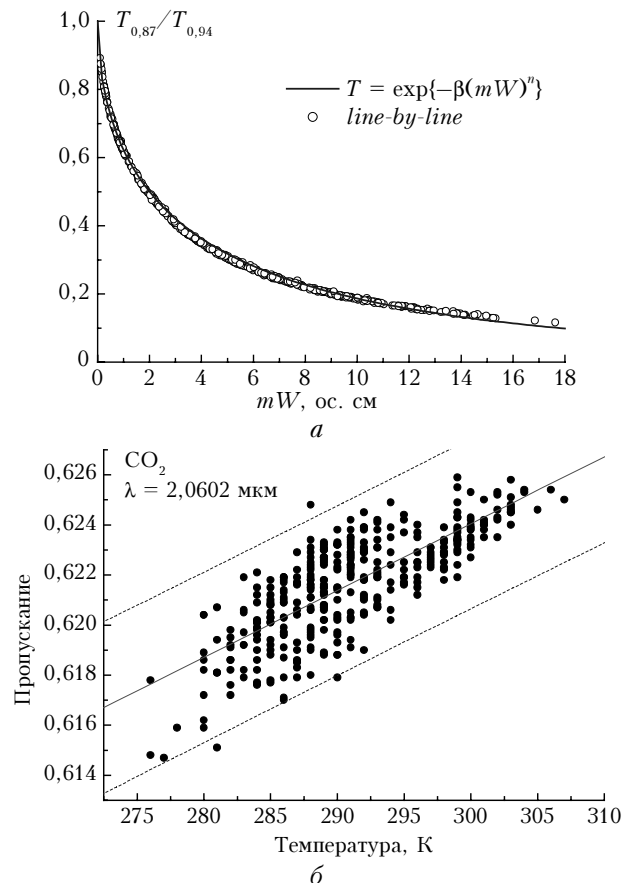 T0,87/T0,94
1,0
0,8
0,6
0,4
0,2
0
T = exp{–β(mW)ⁿ}
line-by-line
0 2 4 6 8 10 12 14 16 18
mW, ос. см
а
CO₂
λ = 2,0602 мкм
Пропускание
0,626
0,624
0,622
0,620
0,618
0,616
0,614
275 280 285 290 295 300 305 310
Температура, К
б